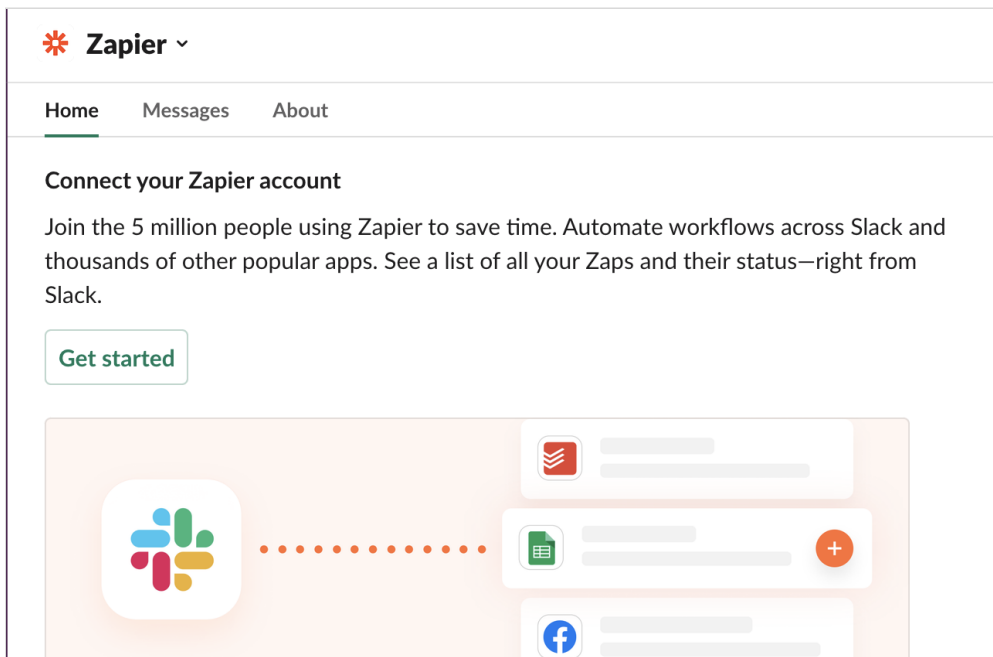 Zapier
Home Messages About
Connect your Zapier account
Join the 5 million people using Zapier to save time. Automate workflows across Slack and
thousands of other popular apps. See a list of all your Zaps and their status—right from
Slack.
Get started